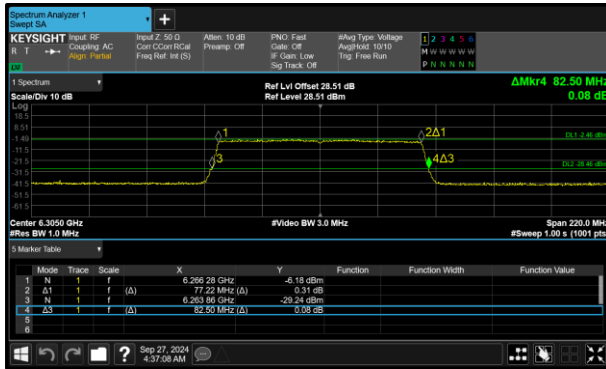 Spectrum Analyzer 1
Swept SA
KEYSIGHT Input: RF Input Z: 50 Ω Atten: 10 dB PNO: Fast #Avg Type: Voltage 1 2 3 4 5 6
R T Coupling: AC Corr CCorr RCal Preamp: Off Gate: Off Avg|Hold: 10/10 M W W W W W
Align: Partial Freq Ref: Int (S) IF Gain: Low Trig: Free Run
Sig Track: Off P N N N N N
1 Spectrum Ref Lvl Offset 28.51 dB ΔMkr4 82.50 MHz
Scale/Div 10 dB Ref Level 28.51 dBm 0.08 dB
Log
18.5
8.51
-1.49 1 2Δ1 DL1 -2.46 dBm
-11.5
-21.5 3 4Δ3 DL2 -28.46 dBm
-31.5
-41.5
-51.5
-61.5
Center 6.3050 GHz #Video BW 3.0 MHz Span 220.0 MHz
#Res BW 1.0 MHz #Sweep 1.00 s (1001 pts)
5 Marker Table
Mode Trace Scale X Y Function Function Width Function Value
1 N 1 f 6.266 28 GHz -6.18 dBm
2 Δ1 1 f (Δ) 77.22 MHz (Δ) 0.31 dB
3 N 1 f 6.263 86 GHz -29.24 dBm
4 Δ3 1 f (Δ) 82.50 MHz (Δ) 0.08 dB
5
6
? Sep 27, 2024
4:37:08 AM